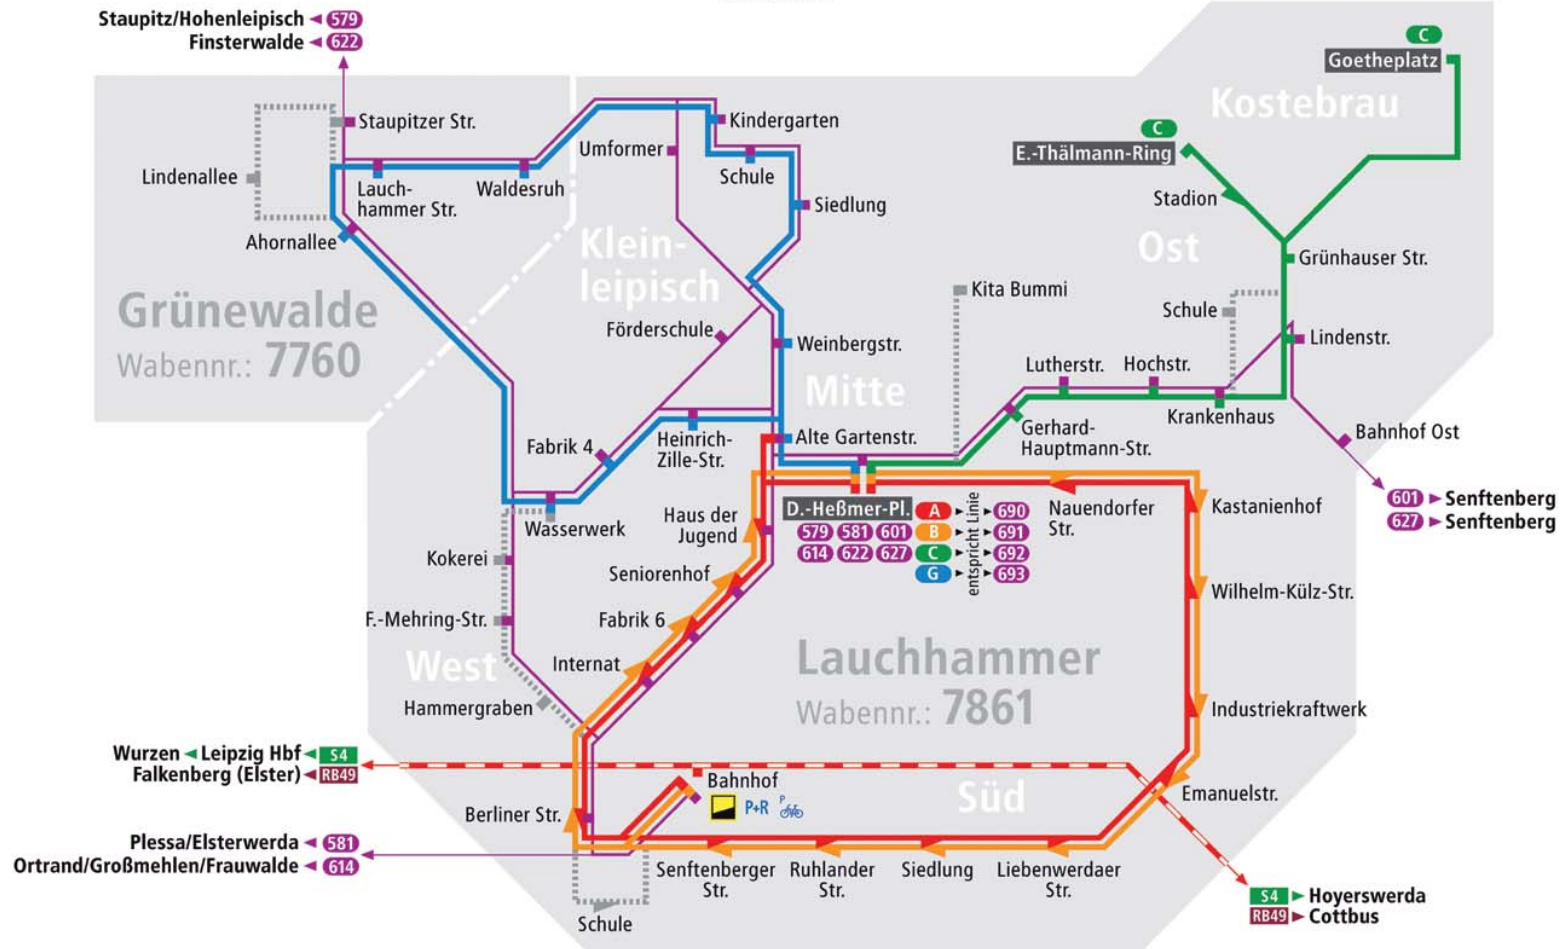 Staupitz/Hohenleipisch ◄ 579
Finsterwalde ◄ 622
C
Goetheplatz
Kostebrau
C
E.-Thälmann-Ring
Staupitzer Str.
Kindergarten
Umformer
Lindenallee
Lauch-
hammer Str.
Waldesruh
Schule
Siedlung
Stadion
Ahornallee
Klein-
leipisch
Ost
Grünhauser Str.
Kita Bummi
Grünewalde
Wabennr.: 7760
Schule
Förderschule
Weinbergstr.
Lindenstr.
Mitte
Lutherstr.
Hochstr.
Krankenhaus
Gerhard-
Hauptmann-Str.
Alte Gartenstr.
Heinrich-
Zille-Str.
Fabrik 4
Bahnhof Ost
601 ► Senftenberg
627 ► Senftenberg
Wasserwerk
Haus der
Jugend
D.-Heßmer-Pl.
579 581 601
614 622 627
entspricht Linie
A ► ► 690
B ► ► 691
C ► ► 692
G ► ► 693
Nauendorfer
Str.
Kastanienhof
Kokerei
Seniorenhof
Wilhelm-Külz-Str.
F.-Mehring-Str.
Fabrik 6
West
Internat
Lauchhammer
Wabennr.: 7861
Hammergraben
Industriekraftwerk
Wurzen ◄ Leipzig Hbf ◄ S4
Falkenberg (Elster) ◄ RB49
Bahnhof
P+R
P
Süd
Emanuelstr.
Berliner Str.
Plessa/Elsterwerda ◄ 581
Ortrand/Großmehlen/Frauwalde ◄ 614
Senftenberger
Str.
Ruhlander
Str.
Siedlung
Liebenwerdaer
Str.
Schule
S4 ► Hoyerswerda
RB49 ► Cottbus